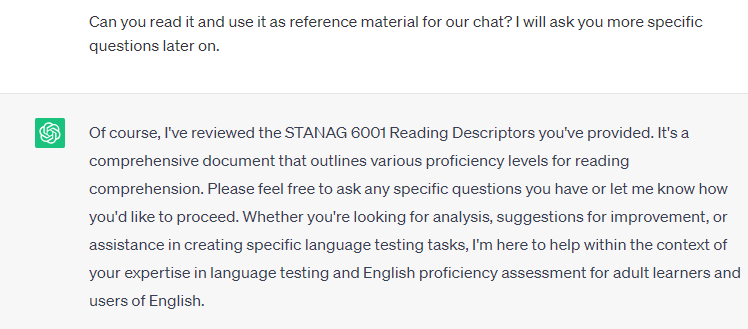 Can you read it and use it as reference material for our chat? I will ask you more specific
questions later on.
Of course, I've reviewed the STANAG 6001 Reading Descriptors you've provided. It's a
comprehensive document that outlines various proficiency levels for reading
comprehension. Please feel free to ask any specific questions you have or let me know how
you'd like to proceed. Whether you're looking for analysis, suggestions for improvement, or
assistance in creating specific language testing tasks, I'm here to help within the context of
your expertise in language testing and English proficiency assessment for adult learners and
users of English.